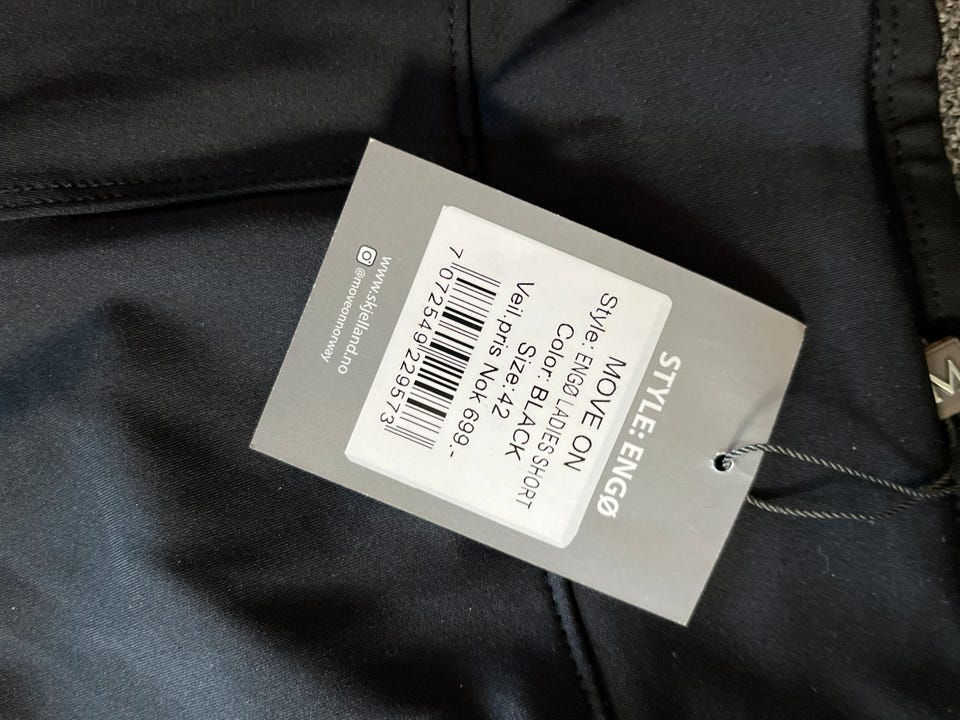 STYLE: ENGØ
MOVE ON
Style: ENGØ LADIES SHORT
Color: BLACK
Size: 42
Veil.pris Nok 699.-
7 072549 229573
www.skjelland.no
@moveonnorway